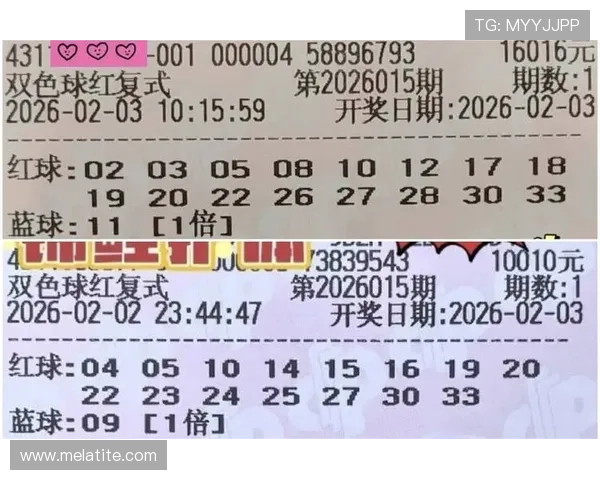 TG: MYYJJPP
4311 -001 000004 58896793 16016元
双色球红复式 第2026015期 期数:1
2026-02-03 10:15:59 开奖日期:2026-02-03
红球: 02 03 05 08 10 12 17 18
19 20 22 26 27 28 30 33
蓝球: 11 [1倍]
73839543 10010元
双色球红复式 第2026015期 期数:1
2026-02-02 23:44:47 开奖日期:2026-02-03
红球: 04 05 10 14 15 16 19 20
22 23 24 25 27 30 33
蓝球: 09 [1倍]
www.melatite.com